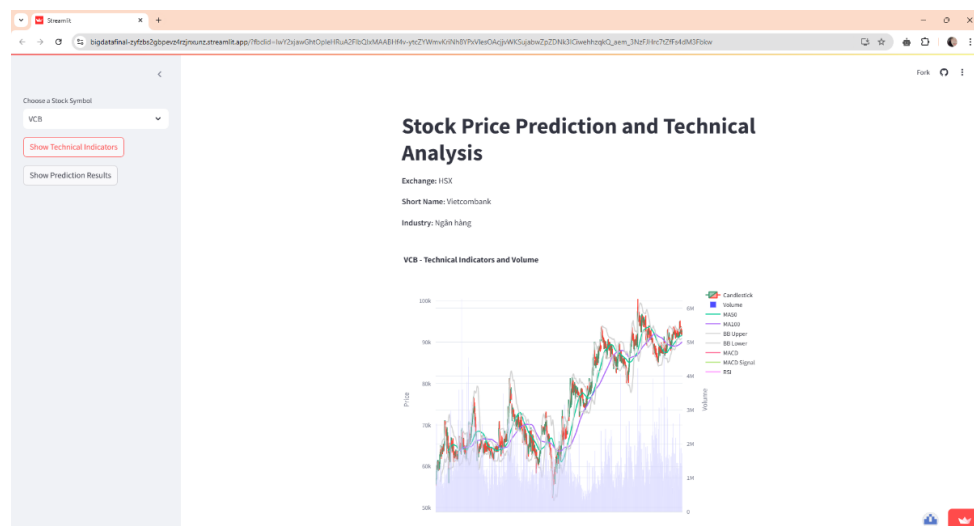 Streamlit
Fork
Choose a Stock Symbol
VCB
Show Technical Indicators
Show Prediction Results
Stock Price Prediction and Technical
Analysis
Exchange: HSX
Short Name: Vietcombank
Industry: Ngân hàng
VCB - Technical Indicators and Volume
Candlestick
Volume
MA50
MA100
BB Upper
BB Lower
MACD
MACD Signal
RSI
100k
90k
80k
70k
60k
50k
Price
6M
5M
4M
3M
2M
1M
0
Volume